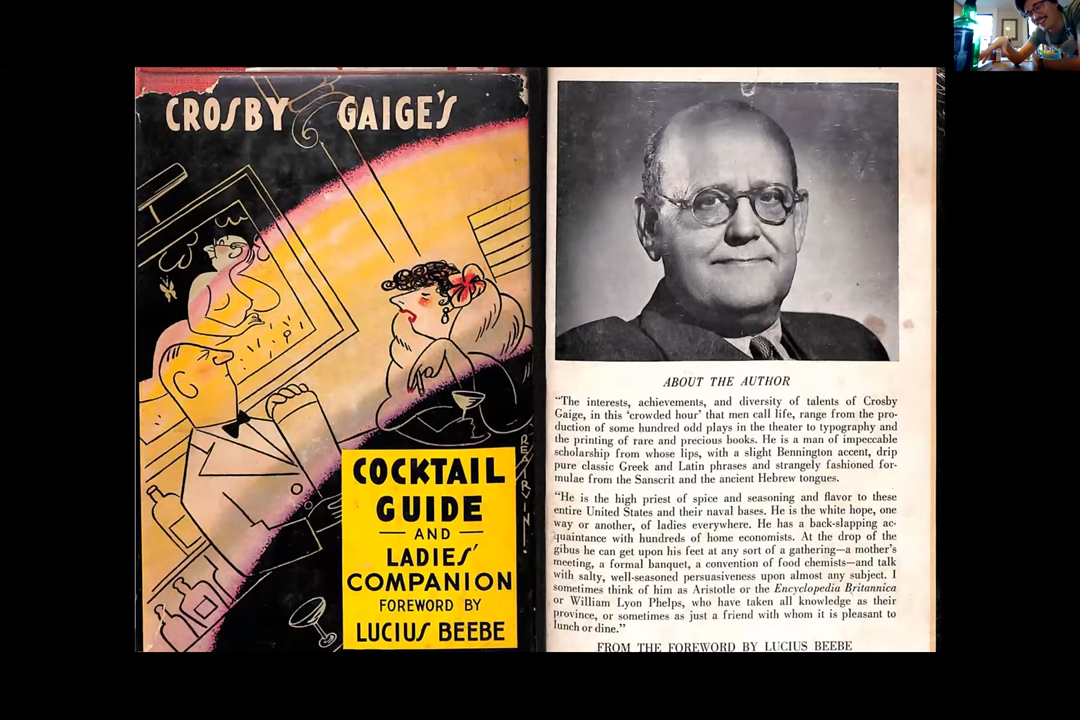 CROSBY GAIGE'S
COCKTAIL
GUIDE
AND
LADIES'
COMPANION
FOREWORD BY
LUCIUS BEEBE
ABOUT THE AUTHOR
"The interests, achievements, and diversity of talents of Crosby
Gaige, in this 'crowded hour' that men call life, range from the pro-
duction of some hundred odd plays in the theater to typography and
the printing of rare and precious books. He is a man of impeccable
scholarship from whose lips, with a slight Bennington accent, drip
pure classic Greek and Latin phrases and strangely fashioned for-
mulae from the Sanscrit and the ancient Hebrew tongues.
"He is the high priest of spice and seasoning and flavor to these
entire United States and their naval bases. He is the white hope, one
way or another, of ladies everywhere. He has a back-slapping ac-
quaintance with hundreds of home economists. At the drop of the
gibus he can get upon his feet at any sort of a gathering—a mother's
meeting, a formal banquet, a convention of food chemists—and talk
with salty, well-seasoned persuasiveness upon almost any subject. I
sometimes think of him as Aristotle or the Encyclopedia Britannica
or William Lyon Phelps, who have taken all knowledge as their
province, or sometimes as just a friend with whom it is pleasant to
lunch or dine."
FROM THE FOREWORD BY LUCIUS BEEBE